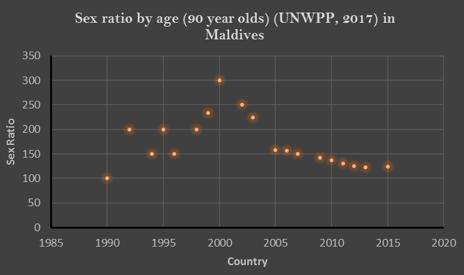 Sex ratio by age (90 year olds) (UNWPP, 2017) in
Maldives
350
300
250
200
150
100
50
0
Sex Ratio
1985 1990 1995 2000 2005 2010 2015 2020
Country